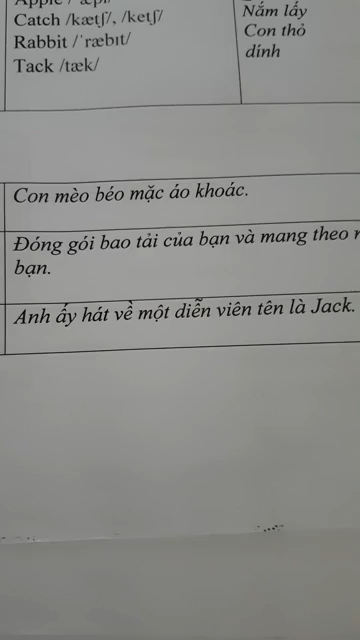 Apple /ˈæpl/
Catch /kætʃ/, /ketʃ/
Rabbit /ˈræbɪt/
Tack /tæk/
Nắm lấy
Con thỏ
dính
Con mèo béo mặc áo khoác.
Đóng gói bao tải của bạn và mang theo
bạn.
Anh ấy hát về một diễn viên tên là Jack.